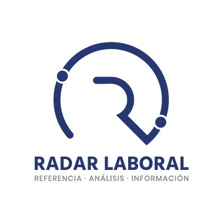 RADAR LABORAL
REFERENCIA · ANÁLISIS · INFORMACIÓN